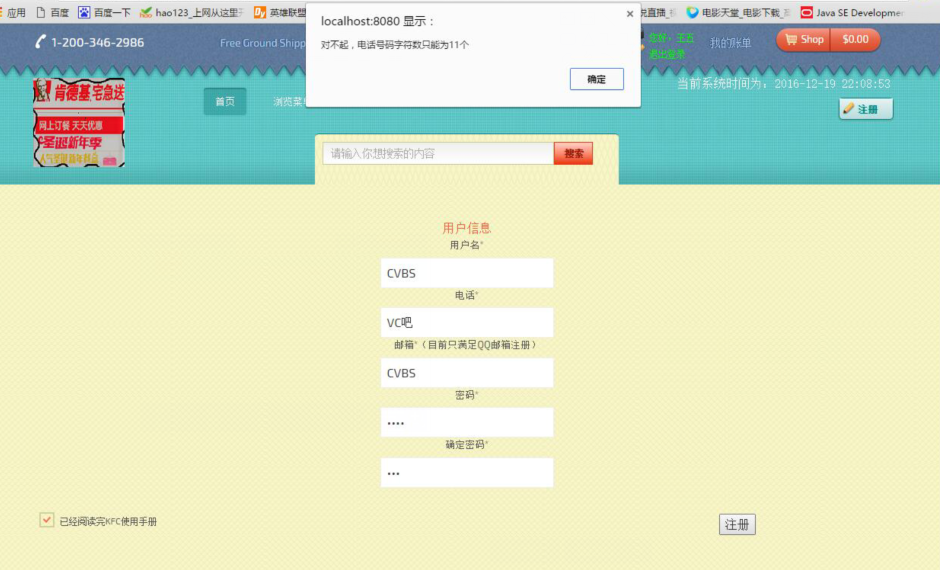 应用 百度 百度一下 hao123_上网从这里 英雄联盟
电影天堂_电影下载_ Java SE Developmen
localhost:8080 显示：
对不起，电话号码字符数只能为11个
确定
1-200-346-2986
Free Ground Shipp
您好，王五
退出登录
我的账单
Shop $0.00
当前系统时间为：2016-12-19 22:08:53
注册
肯德基宅急送
网上订餐 天天优惠
圣诞新年季
首页
浏览菜
请输入你想搜索的内容 搜索
用户信息
用户名*
CVBS
电话*
VC吧
邮箱*（目前只满足QQ邮箱注册）
CVBS
密码*
••••
确定密码*
•••
已经阅读完KFC使用手册
注册